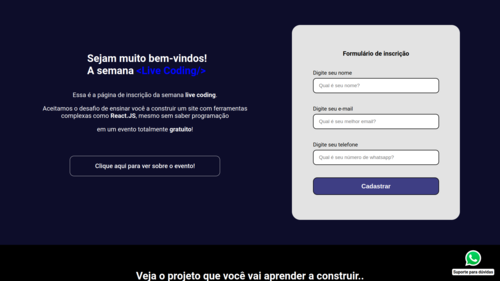 Sejam muito bem-vindos!
A semana <Live Coding/>
Essa é a página de inscrição da semana live coding.
Aceitamos o desafio de ensinar você a construir um site com ferramentas
complexas como React.JS, mesmo sem saber programação
em um evento totalmente gratuito!
Clique aqui para ver sobre o evento!
Formulário de inscrição
Digite seu nome
Qual é seu nome?
Digite seu e-mail
Qual é seu melhor email?
Digite seu telefone
Qual é seu número de whatsapp?
Cadastrar
Suporte para dúvidas
Veja o projeto que você vai aprender a construir..